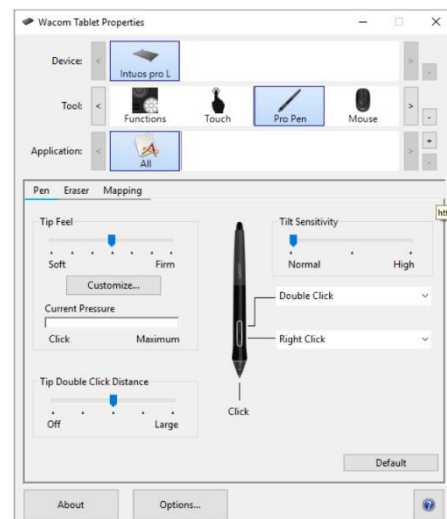 Wacom Tablet Properties
Device:
Intuos pro L
Tool:
Functions Touch Pro Pen Mouse
Application:
All
Pen Eraser Mapping
Tip Feel
Soft Firm
Customize...
Current Pressure
Click Maximum
Tip Double Click Distance
Off Large
Tilt Sensitivity
Normal High
Double Click
Right Click
Click
Default
About Options...